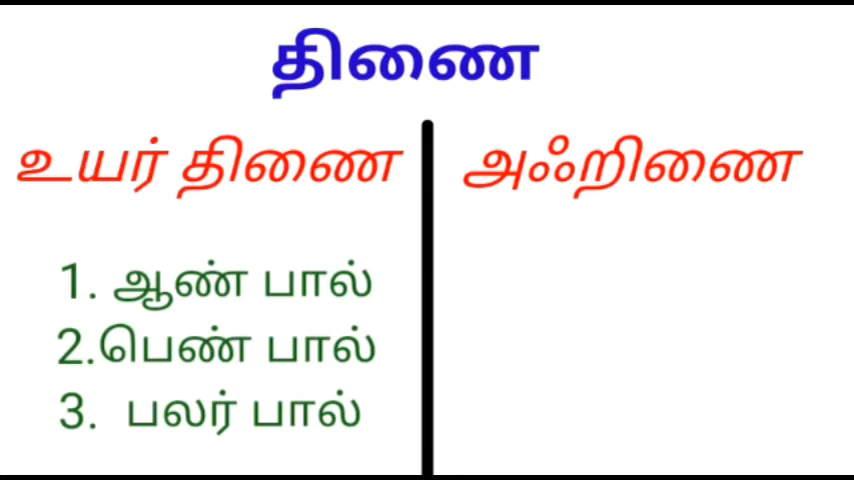 திணை
உயர் திணை
அஃறிணை
1. ஆண் பால்
2.பெண் பால்
3. பலர் பால்